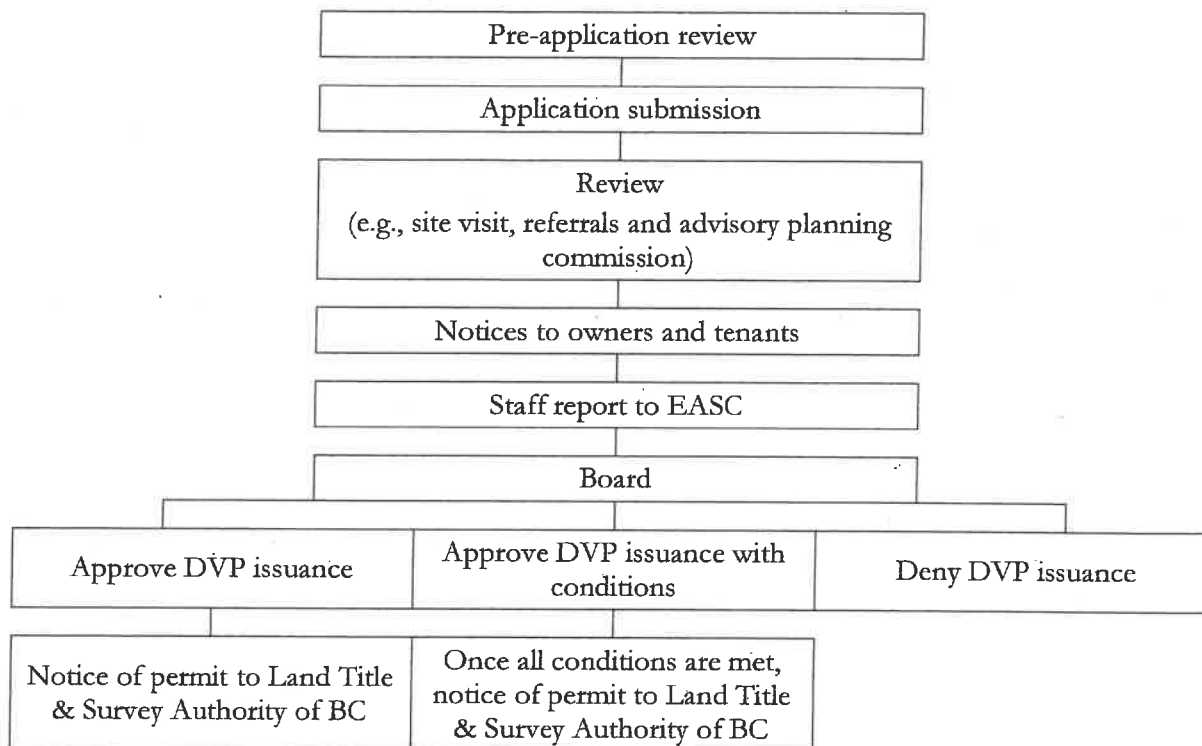 Pre-application review
Application submission
Review
(e.g., site visit, referrals and advisory planning
commission)
Notices to owners and tenants
Staff report to EASC
Board
Approve DVP issuance
Approve DVP issuance with
conditions
Deny DVP issuance
Notice of permit to Land Title
& Survey Authority of BC
Once all conditions are met,
notice of permit to Land Title
& Survey Authority of BC